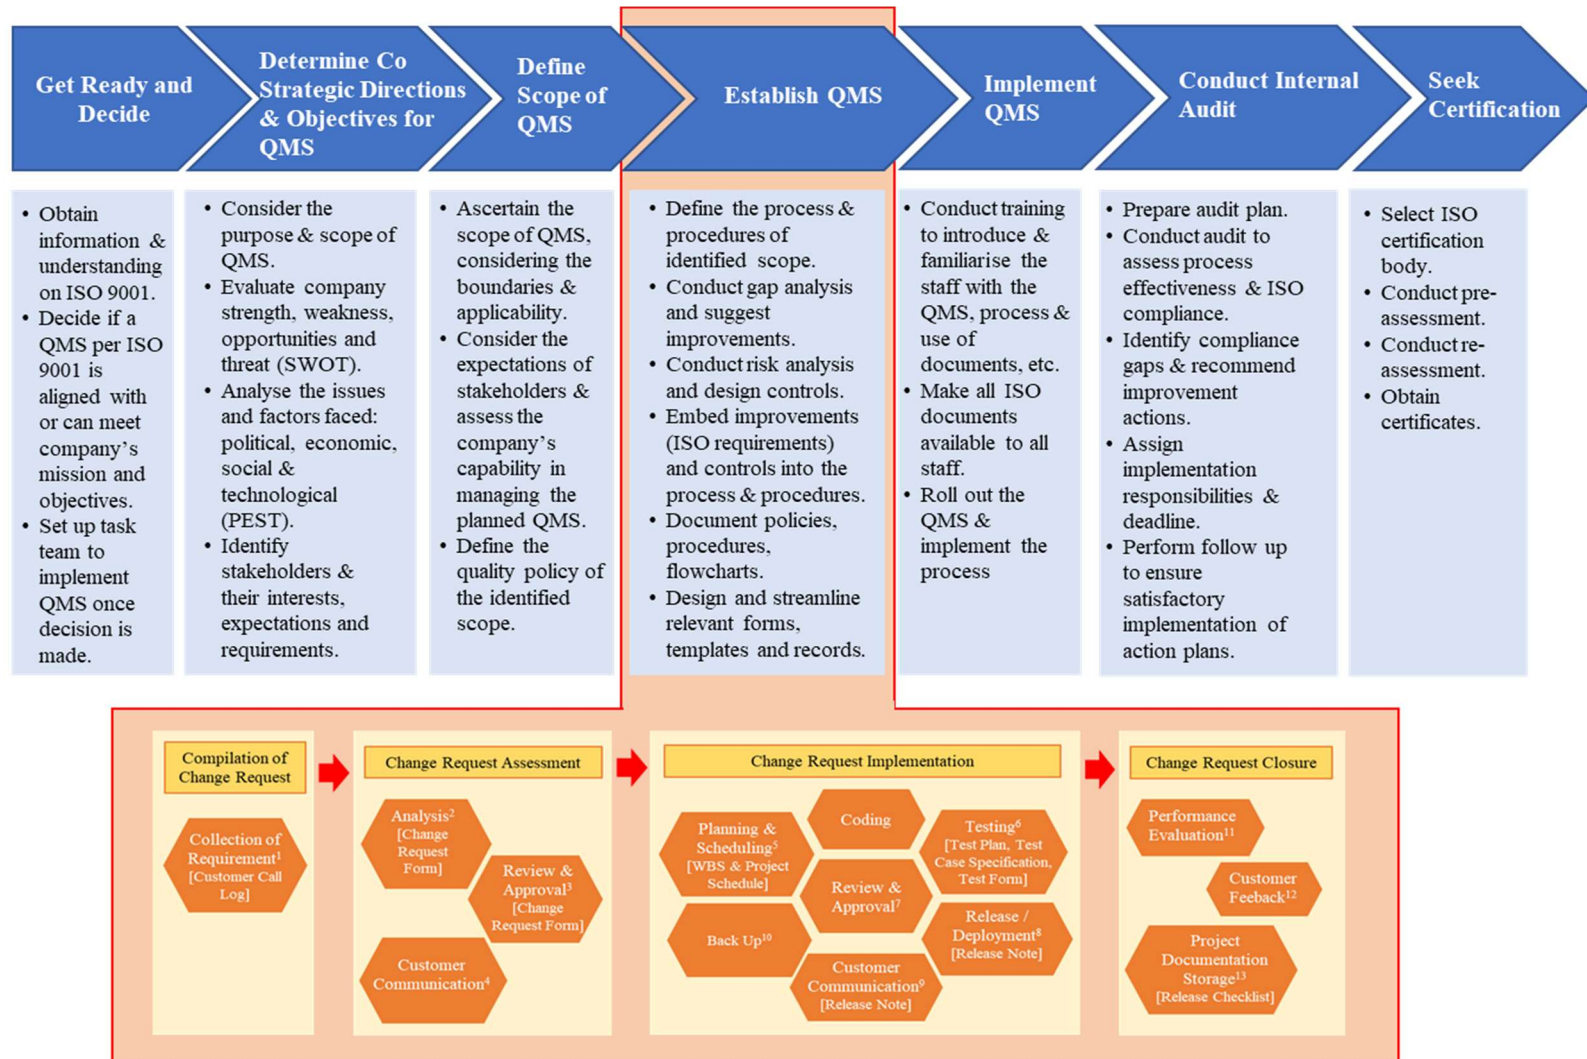 Get Ready and
Decide
Determine Co
Strategic Directions
& Objectives for
QMS
Define
Scope of
QMS
Establish QMS
Implement
QMS
Conduct Internal
Audit
Seek
Certification
• Obtain
information &
understanding
on ISO 9001.
• Decide if a
QMS per ISO
9001 is
aligned with
or can meet
company's
mission and
objectives.
• Set up task
team to
implement
QMS once
decision is
made.
• Consider the
purpose & scope of
QMS.
• Evaluate company
strength, weakness,
opportunities and
threat (SWOT).
• Analyse the issues
and factors faced:
political, economic,
social &
technological
(PEST).
• Identify
stakeholders &
their interests,
expectations and
requirements.
• Ascertain the
scope of QMS,
considering the
boundaries &
applicability.
• Consider the
expectations of
stakeholders &
assess the
company's
capability in
managing the
planned QMS.
• Define the
quality policy of
the identified
scope.
• Define the process &
procedures of
identified scope.
• Conduct gap analysis
and suggest
improvements.
• Conduct risk analysis
and design controls.
• Embed improvements
(ISO requirements)
and controls into the
process & procedures.
• Document policies,
procedures,
flowcharts.
• Design and streamline
relevant forms,
templates and records.
• Conduct training
to introduce &
familiarise the
staff with the
QMS, process &
use of
documents, etc.
• Make all ISO
documents
available to all
staff.
• Roll out the
QMS &
implement the
process
• Prepare audit plan.
• Conduct audit to
assess process
effectiveness & ISO
compliance.
• Identify compliance
gaps & recommend
improvement
actions.
• Assign
implementation
responsibilities &
deadline.
• Perform follow up
to ensure
satisfactory
implementation of
action plans.
• Select ISO
certification
body.
• Conduct pre-
assessment.
• Conduct re-
assessment.
• Obtain
certificates.
Compilation of
Change Request
Collection of
Requirement¹
[Customer Call
Log]
Change Request Assessment
Analysis²
[Change
Request
Form]
Review &
Approval³
[Change
Request Form]
Customer
Communication⁴
Change Request Implementation
Planning &
Scheduling⁵
[WBS & Project
Schedule]
Coding
Testing⁶
[Test Plan, Test
Case Specification,
Test Form]
Review &
Approval⁷
Back Up¹⁰
Release /
Deployment⁸
[Release Note]
Customer
Communication⁹
[Release Note]
Change Request Closure
Performance
Evaluation¹¹
Customer
Feeback¹²
Project
Documentation
Storage¹³
[Release Checklist]